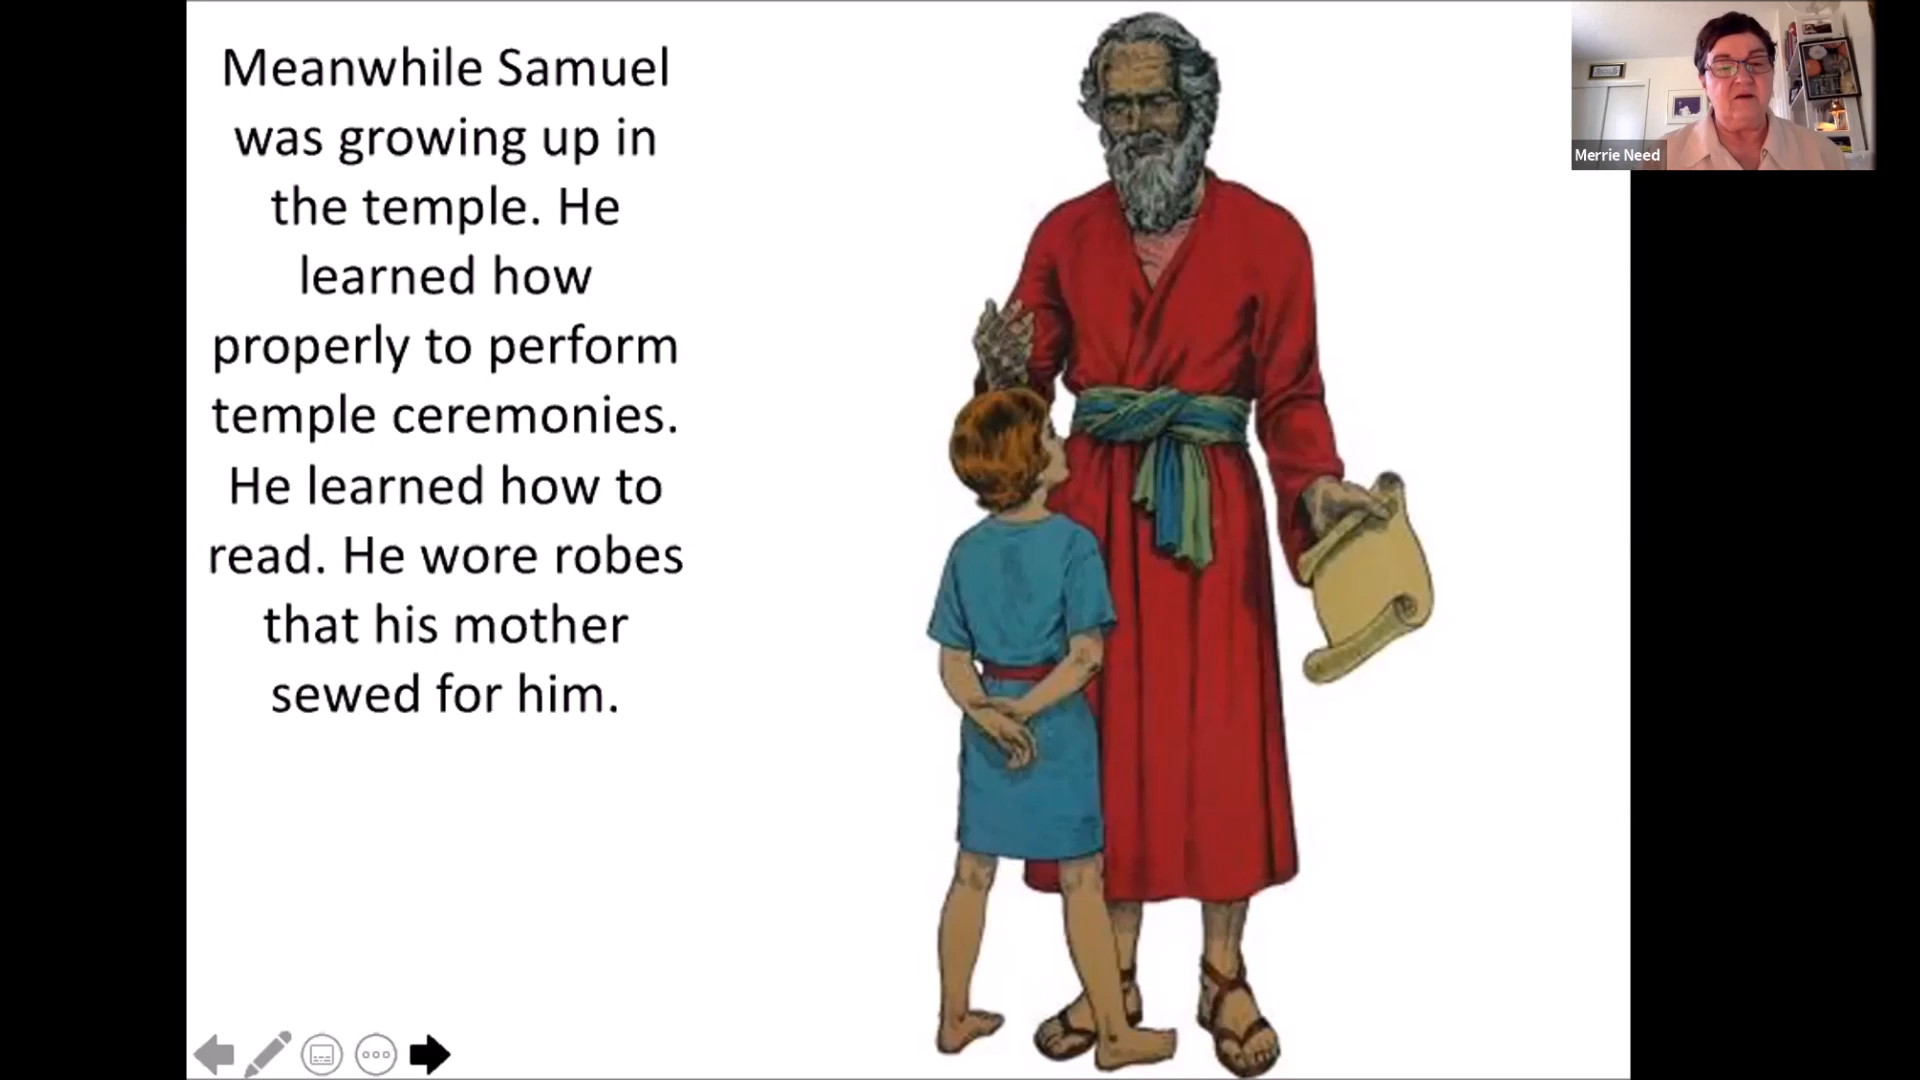 Meanwhile Samuel
was growing up in
the temple. He
learned how
properly to perform
temple ceremonies.
He learned how to
read. He wore robes
that his mother
sewed for him.
Merrie Need